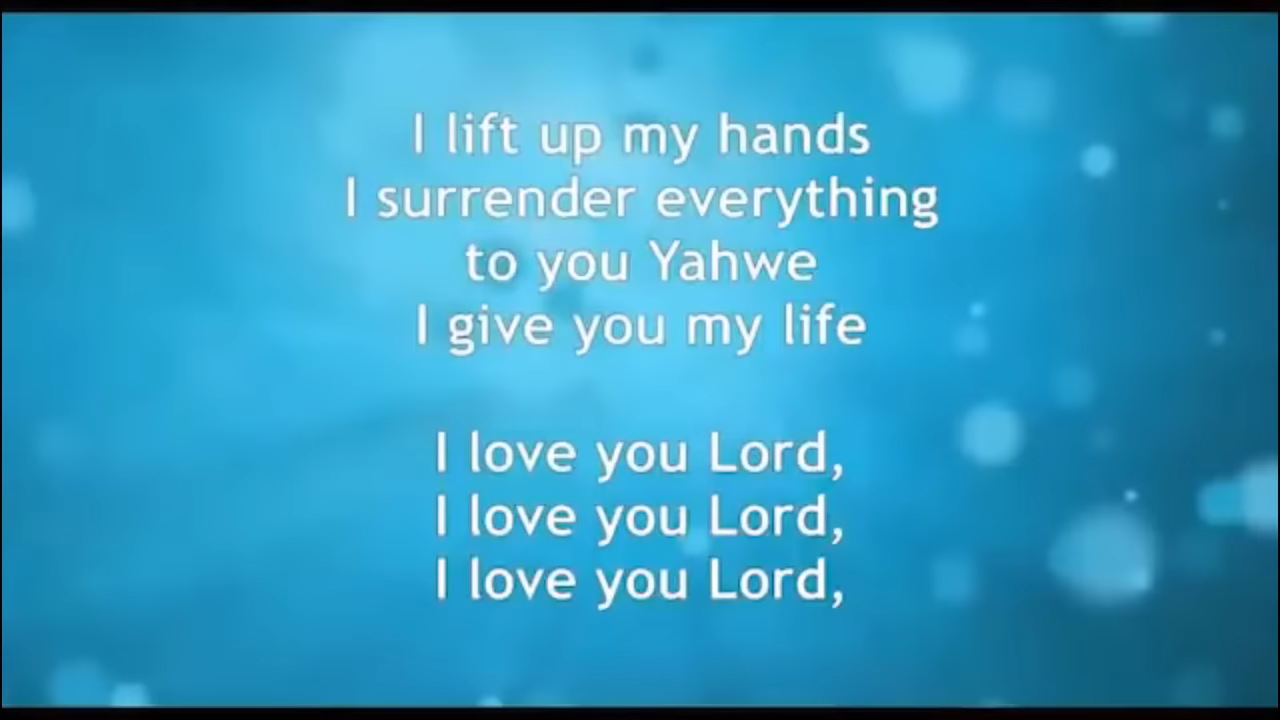 I lift up my hands
I surrender everything
to you Yahwe
I give you my life
I love you Lord,
I love you Lord,
I love you Lord,